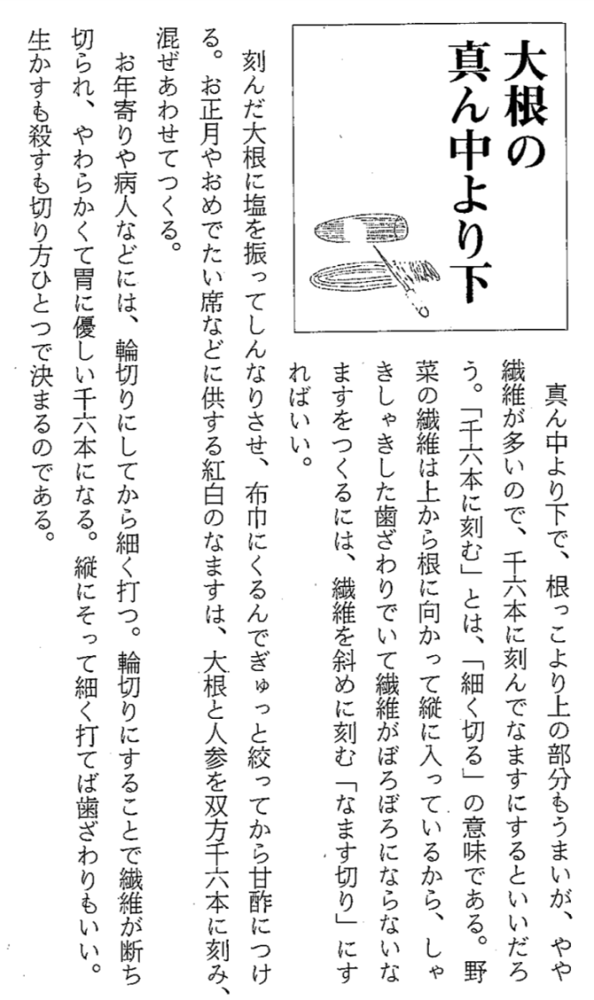 大根の
真ん中より下
真ん中より下で、根っこより上の部分もうまいが、やや
繊維が多いので、千六本に刻んでなますにするといいだろ
う。「千六本に刻む」とは、「細く切る」の意味である。野
菜の繊維は上から根に向かって縦に入っているから、しゃ
きしゃきした歯ざわりでいて繊維がぼろぼろにならないな
ますをつくるには、繊維を斜めに刻む「なます切り」にす
ればいい。
刻んだ大根に塩を振ってしんなりさせ、布巾にくるんでぎゅっと絞ってから甘酢につけ
る。お正月やおめでたい席などに供する紅白のなますは、大根と人参を双方千六本に刻み、
混ぜあわせてつくる。
お年寄りや病人などには、輪切りにしてから細く打つ。輪切りにすることで繊維が断ち
切られ、やわらかくて胃に優しい千六本になる。縦にそって細く打てば歯ざわりもいい。
生かすも殺すも切り方ひとつで決まるのである。